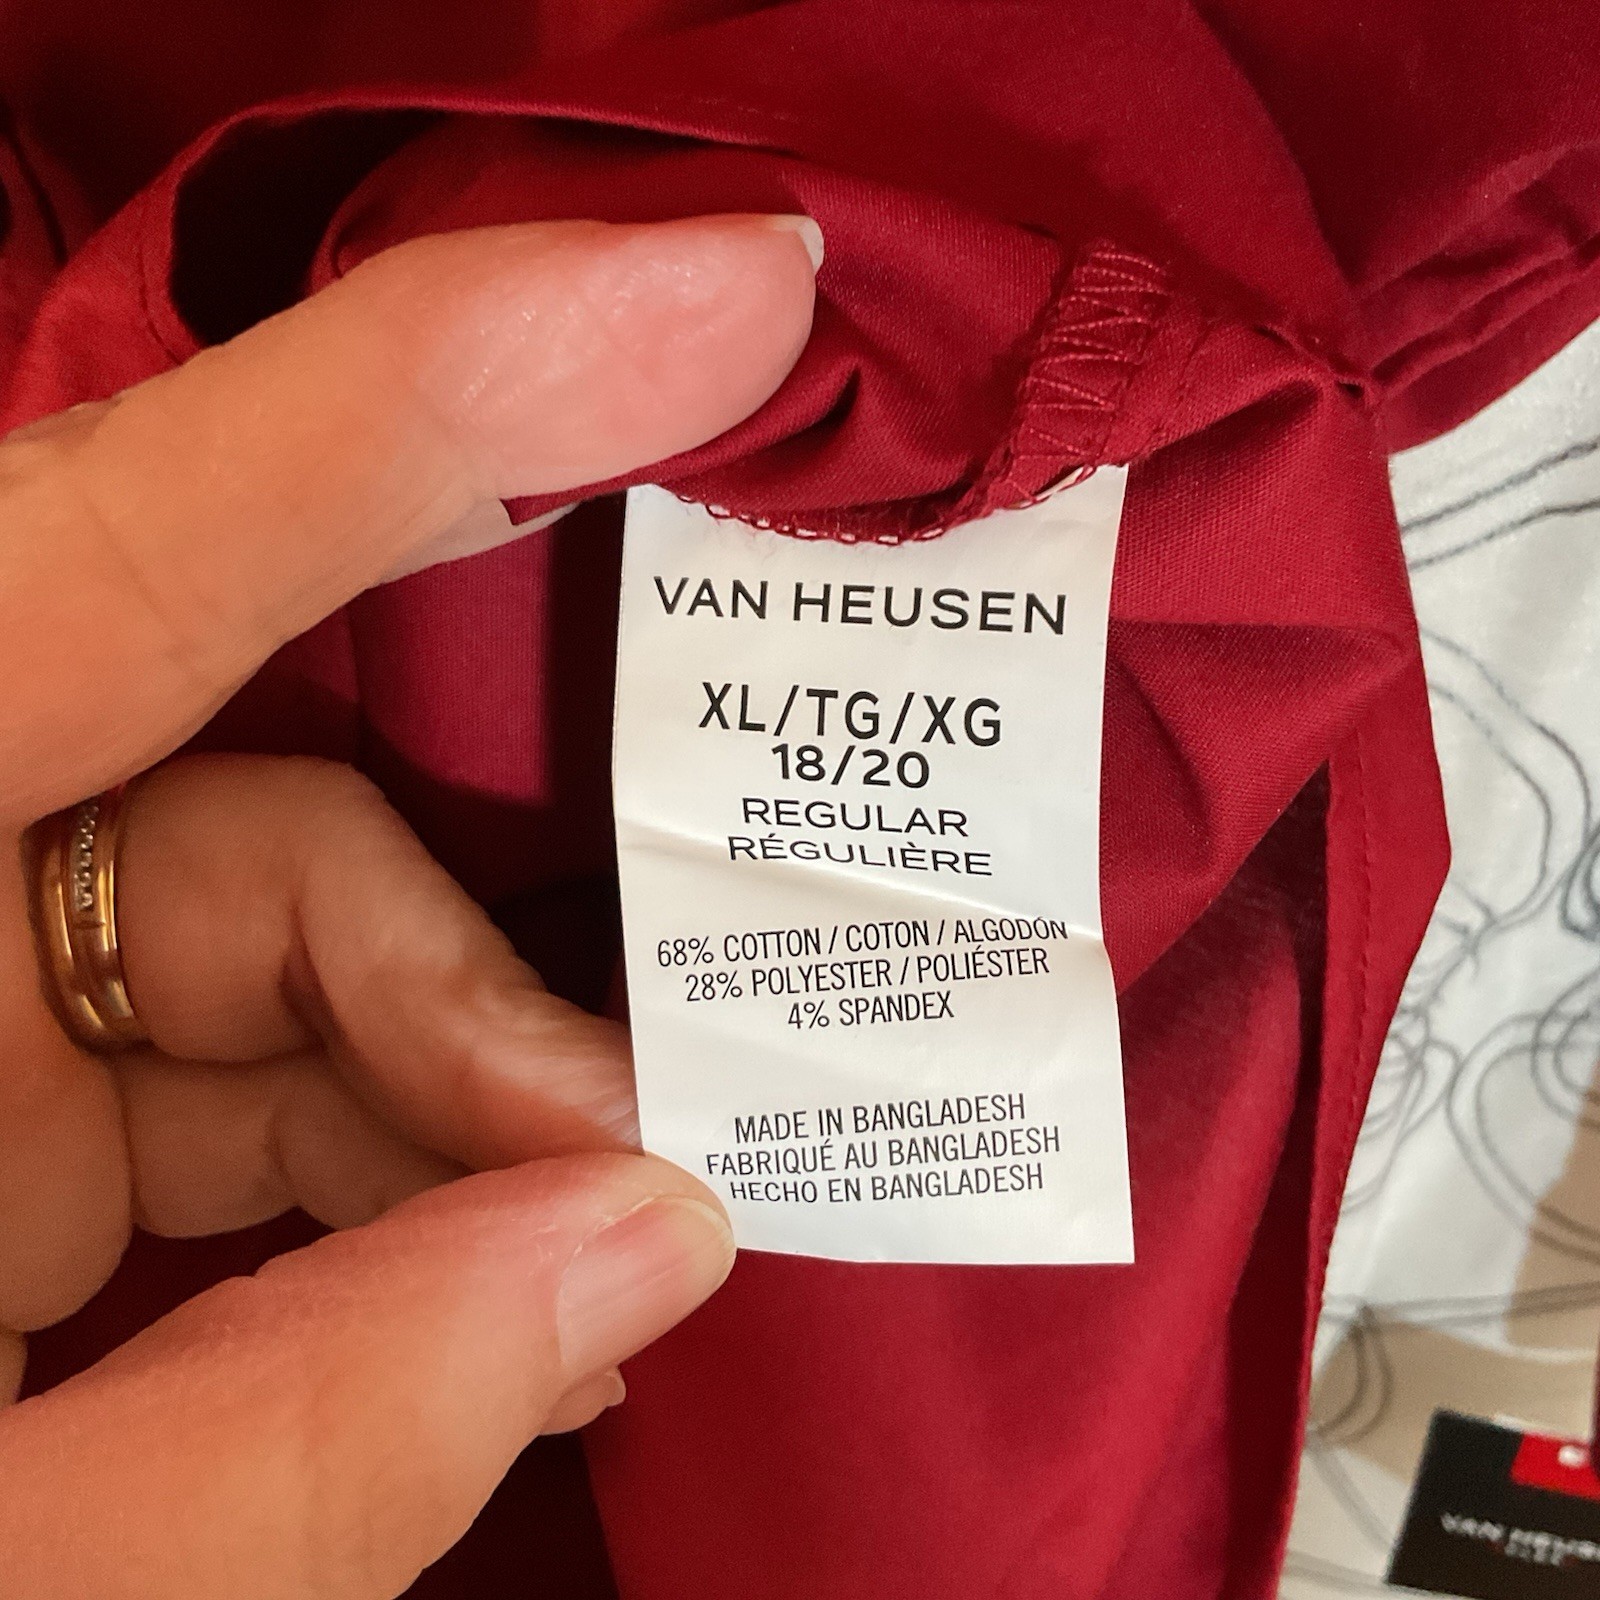 VAN HEUSEN
XL/TG/XG
18/20
REGULAR
RÉGULIÈRE
68% COTTON / COTON / ALGODÓN
28% POLYESTER / POLIÉSTER
4% SPANDEX
MADE IN BANGLADESH
FABRIQUÉ AU BANGLADESH
HECHO EN BANGLADESH
VAN